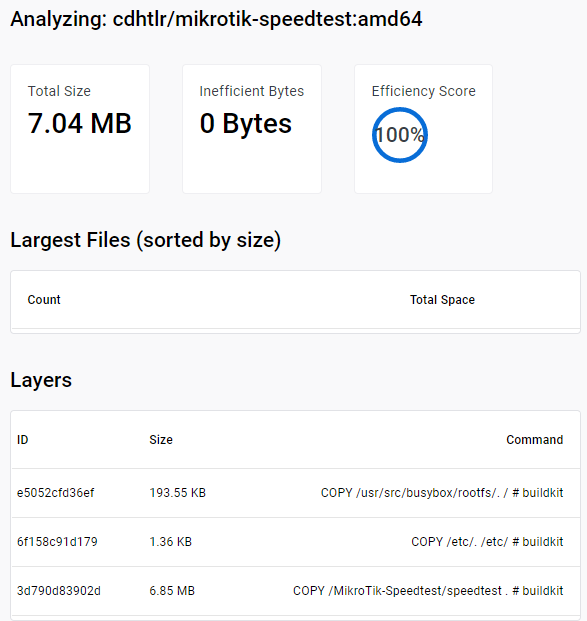 Analyzing: cdhtlr/mikrotik-speedtest:amd64
Total Size
Inefficient Bytes
Efficiency Score
7.04 MB
0 Bytes
100%
Largest Files (sorted by size)
Count Total Space
Layers
ID Size Command
e5052cfd36ef 193.55 KB COPY /usr/src/busybox/rootfs/. / # buildkit
6f158c91d179 1.36 KB COPY /etc/. /etc/ # buildkit
3d790d83902d 6.85 MB COPY /MikroTik-Speedtest/speedtest . # buildkit